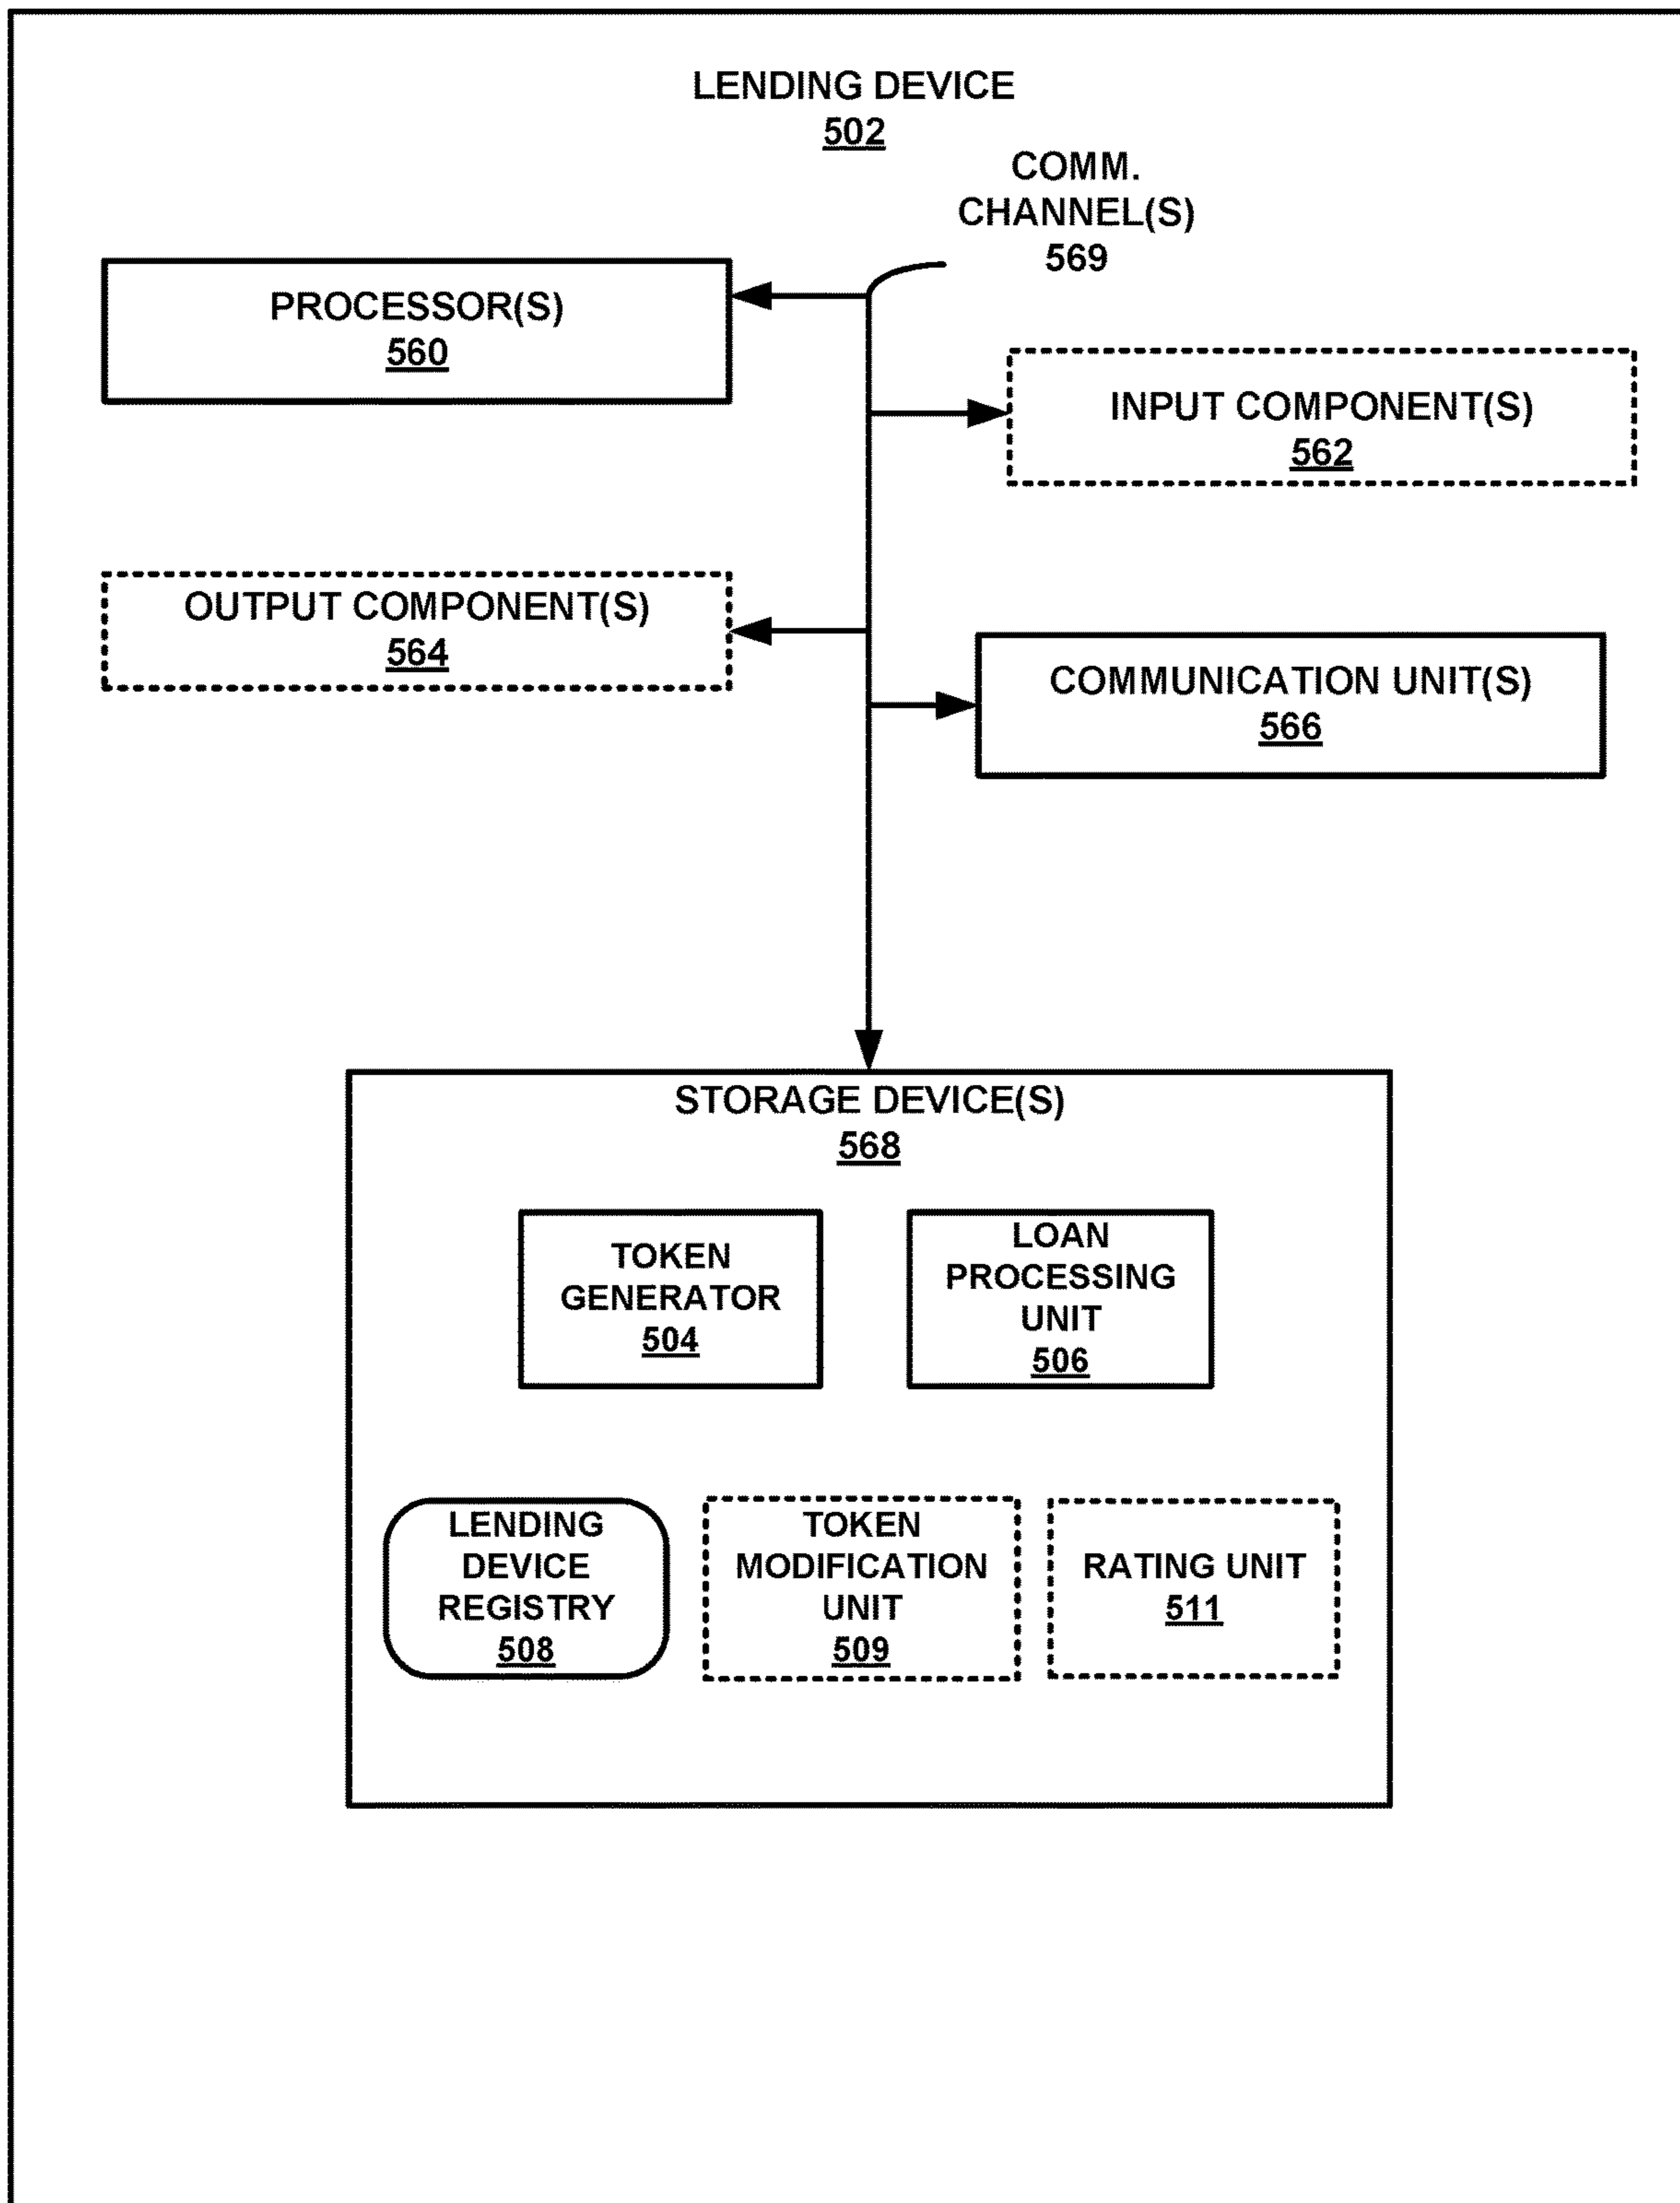 LENDING DEVICE
502
COMM.
CHANNEL(S)
569
PROCESSOR(S)
560
INPUT COMPONENT(S)
562
OUTPUT COMPONENT(S)
564
COMMUNICATION UNIT(S)
566
STORAGE DEVICE(S)
568
TOKEN
GENERATOR
504
LOAN
PROCESSING
UNIT
506
LENDING
DEVICE
REGISTRY
508
TOKEN
MODIFICATION
UNIT
509
RATING UNIT
511